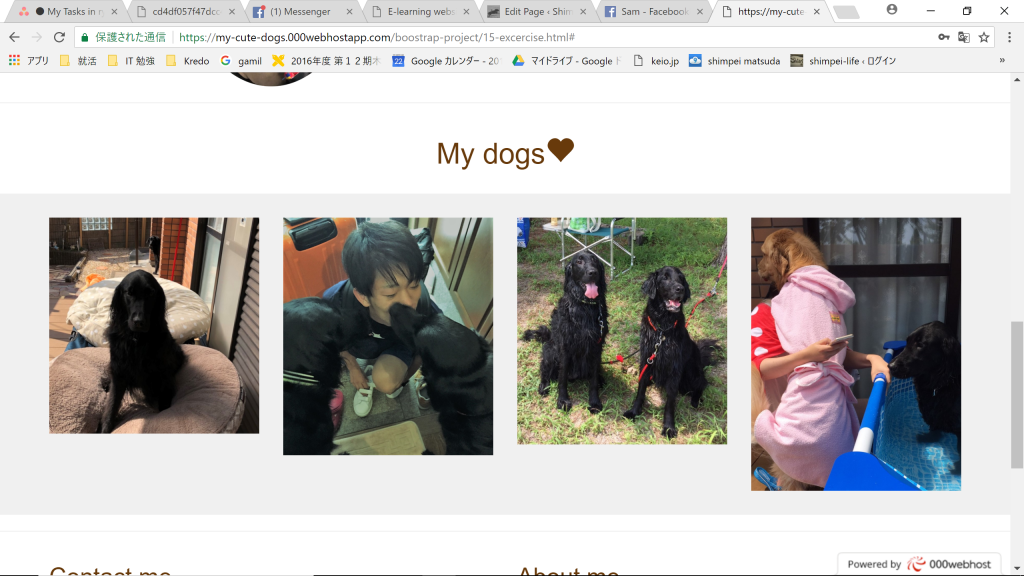 My Tasks in r
cd4df057f47dcc
(1) Messenger
E-learning webs
Edit Page ‹ Shim
Sam - Facebook
https://my-cute
保護された通信
https://my-cute-dogs.000webhostapp.com/boostrap-project/15-excercise.html#
アプリ
就活
IT 勉強
Kredo
gamil
2016年度 第１２期
Google カレンダー - 20
マイドライブ - Google
keio.jp
shimpei matsuda
shimpei-life ‹ ログイン
»
My dogs
Contact me
About me
Powered by 000webhost